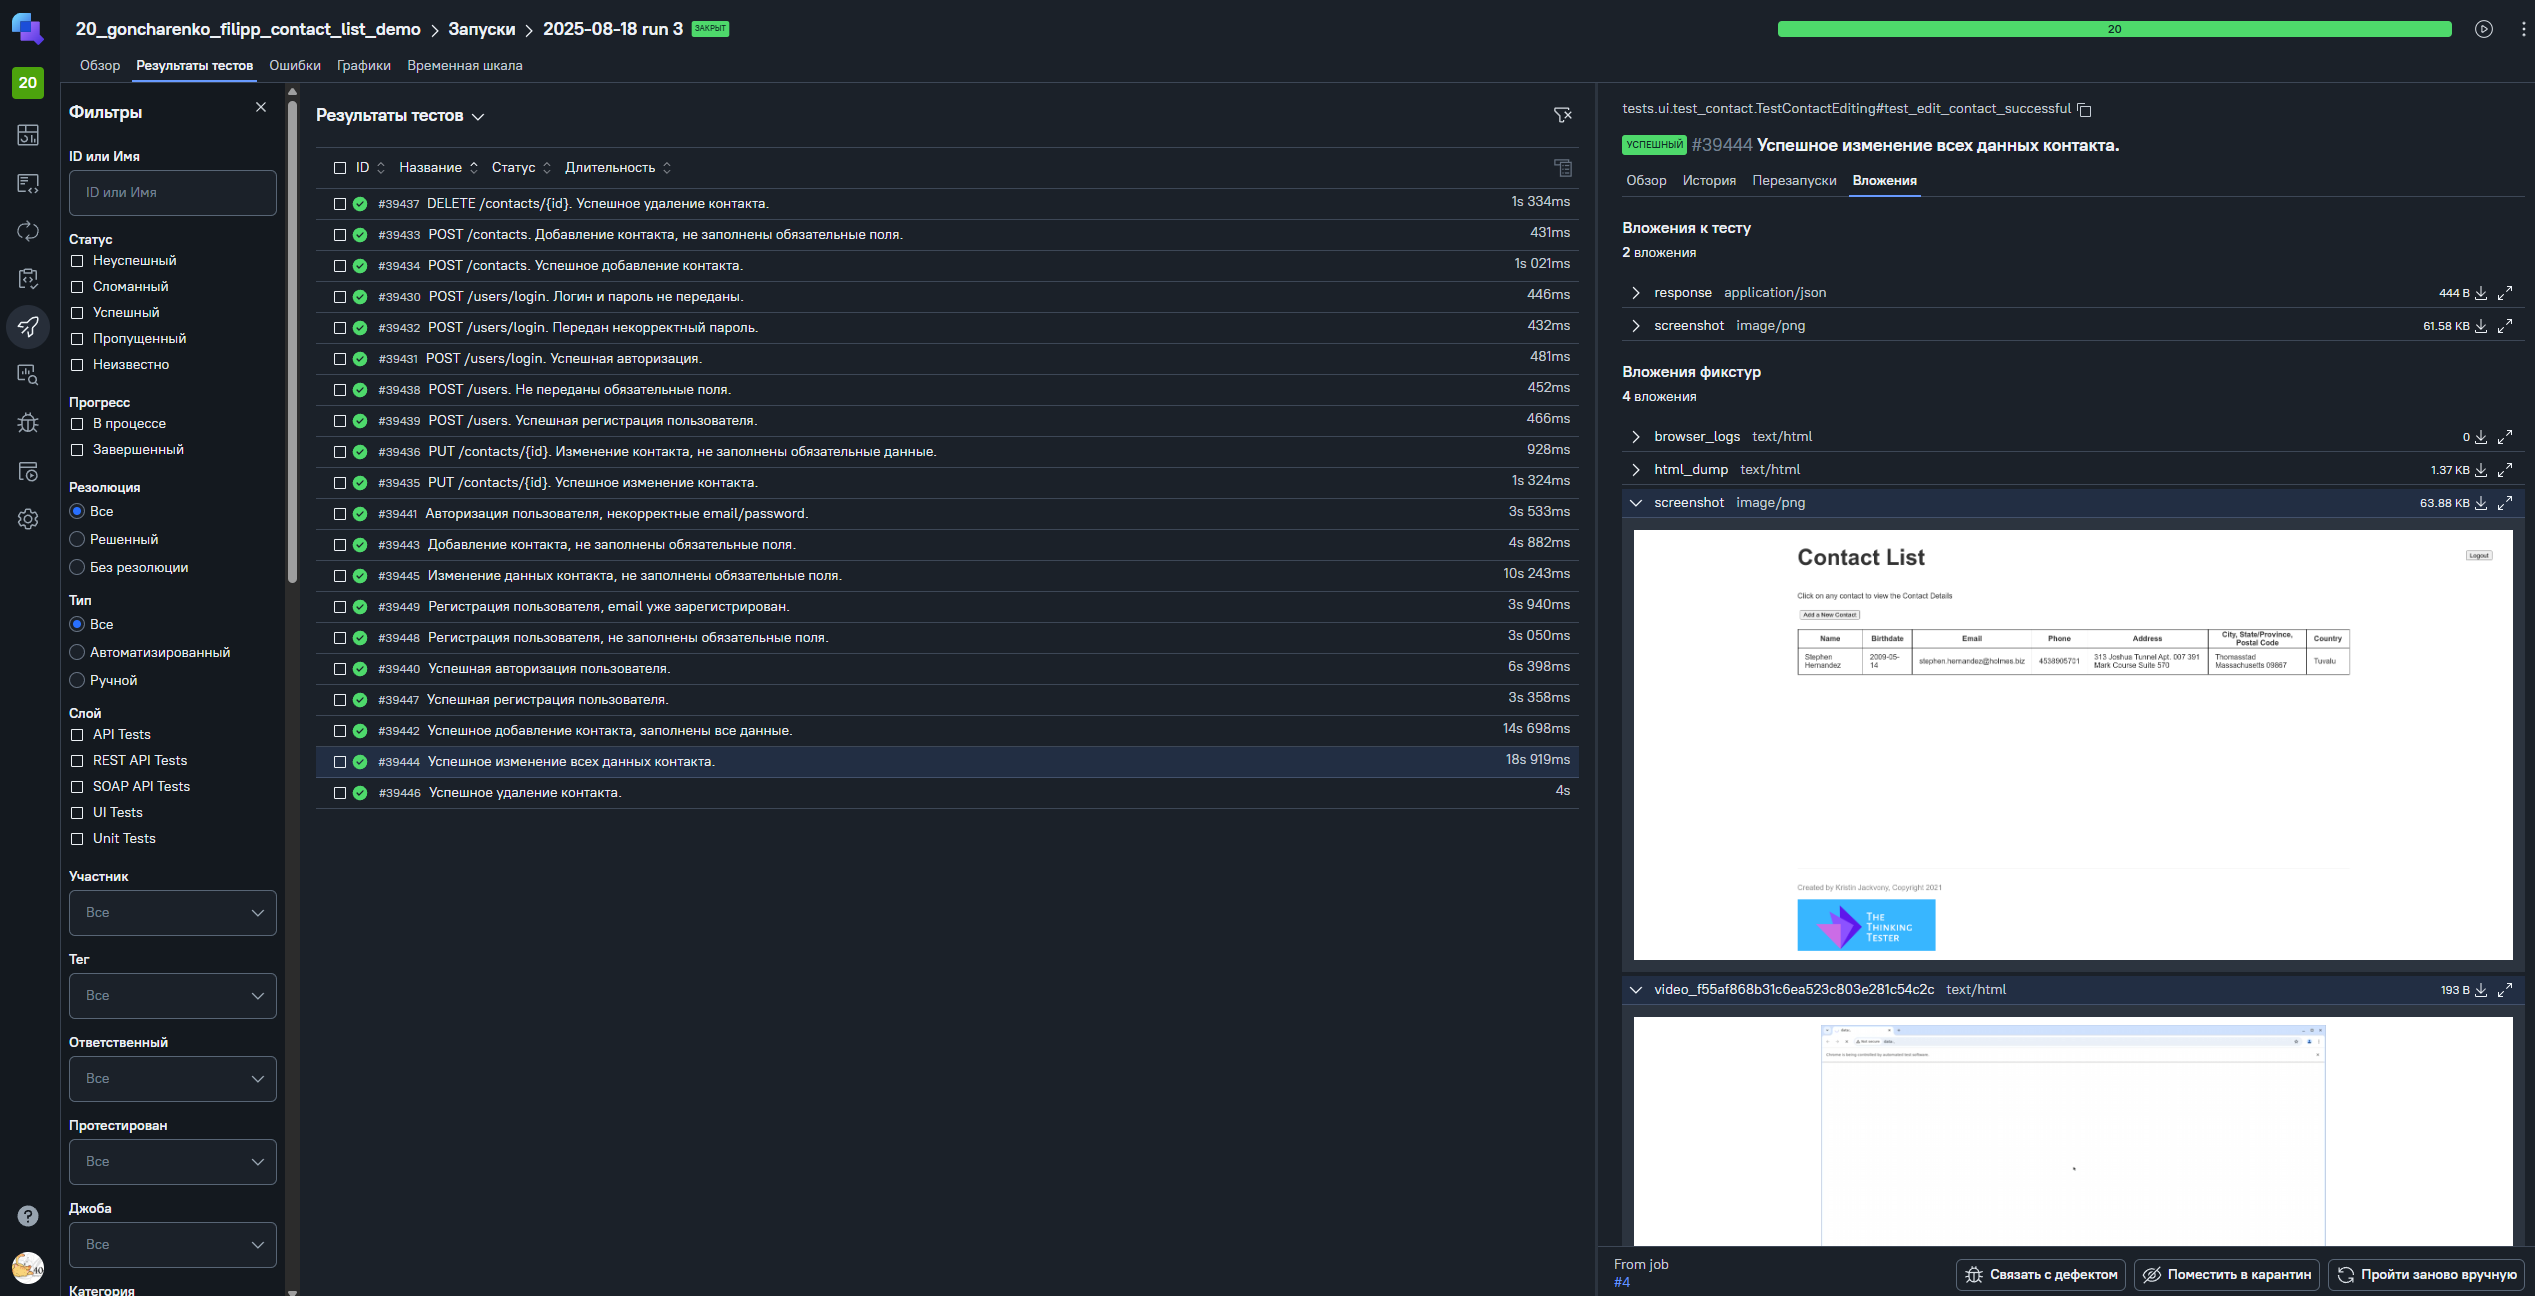 20_goncharenko_filipp_contact_list_demo > Запуски > 2025-08-18 run 3 ЗАКРЫТ
20
Обзор Результаты тестов Ошибки Графики Временная шкала
20
Фильтры
ID или Имя
ID или Имя
Статус
Неуспешный
Сломанный
Успешный
Пропущенный
Неизвестно
Прогресс
В процессе
Завершенный
Резолюция
Все
Решенный
Без резолюции
Тип
Все
Автоматизированный
Ручной
Слой
API Tests
REST API Tests
SOAP API Tests
UI Tests
Unit Tests
Участник
Все
Тег
Все
Ответственный
Все
Протестирован
Все
Джоба
Все
Категория
Результаты тестов
ID Название Статус Длительность
#39437 DELETE /contacts/{id}. Успешное удаление контакта. 1s 334ms
#39433 POST /contacts. Добавление контакта, не заполнены обязательные поля. 431ms
#39434 POST /contacts. Успешное добавление контакта. 1s 021ms
#39430 POST /users/login. Логин и пароль не переданы. 446ms
#39432 POST /users/login. Передан некорректный пароль. 432ms
#39431 POST /users/login. Успешная авторизация. 481ms
#39438 POST /users. Не переданы обязательные поля. 452ms
#39439 POST /users. Успешная регистрация пользователя. 466ms
#39436 PUT /contacts/{id}. Изменение контакта, не заполнены обязательные данные. 928ms
#39435 PUT /contacts/{id}. Успешное изменение контакта. 1s 324ms
#39441 Авторизация пользователя, некорректные email/password. 3s 533ms
#39443 Добавление контакта, не заполнены обязательные поля. 4s 882ms
#39445 Изменение данных контакта, не заполнены обязательные поля. 10s 243ms
#39449 Регистрация пользователя, email уже зарегистрирован. 3s 940ms
#39448 Регистрация пользователя, не заполнены обязательные поля. 3s 050ms
#39440 Успешная авторизация пользователя. 6s 398ms
#39447 Успешная регистрация пользователя. 3s 358ms
#39442 Успешное добавление контакта, заполнены все данные. 14s 698ms
#39444 Успешное изменение всех данных контакта. 18s 919ms
#39446 Успешное удаление контакта. 4s
tests.ui.test_contact.TestContactEditing#test_edit_contact_successful
УСПЕШНЫЙ #39444 Успешное изменение всех данных контакта.
Обзор История Перезапуски Вложения
Вложения к тесту
2 вложения
response application/json 444 B
screenshot image/png 61.58 KB
Вложения фикстур
4 вложения
browser_logs text/html 0
html_dump text/html 1.37 KB
screenshot image/png 63.88 KB
Contact List
Logout
Click on any contact to view the Contact Details
Add a New Contact
Name Birthdate Email Phone Address City, State/Province, Postal Code Country
Stephen Hernandez 2009-05-14 stephen.hernandez@holmes.biz 4538905701 313 Joshua Tunnel Apt. 007 391 Mark Course Suite 570 Thomasstad Massachusetts 09867 Tuvalu
Created by Kristin Jackvony, Copyright 2021
THE
THINKING
TESTER
video_f55af868b31c6ea523c803e281c54c2c text/html 193 B
Not secure
Chrome is being controlled by automated test software.
From job
#4
Связать с дефектом Поместить в карантин Пройти заново вручную
?
40